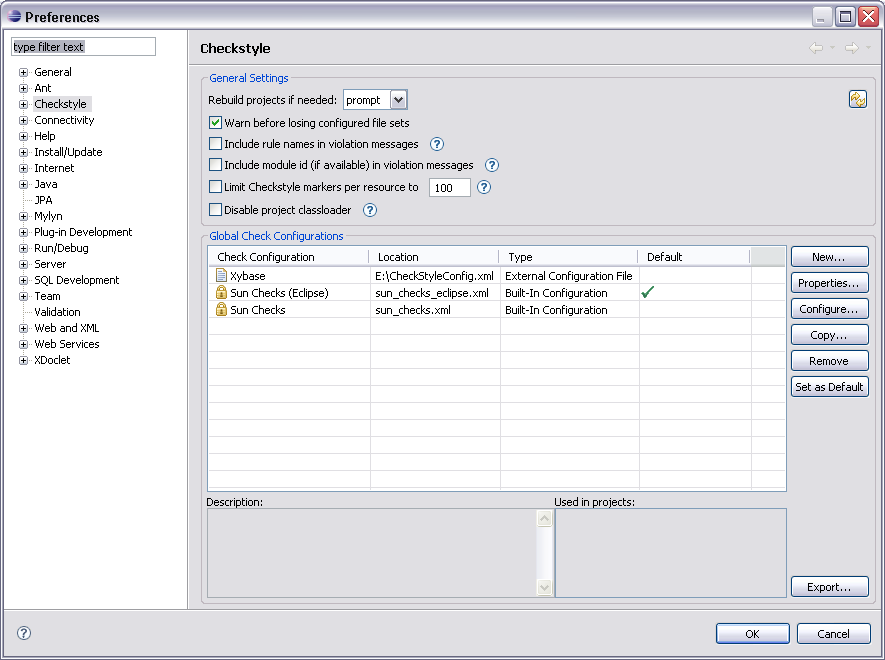 Preferences
type filter text
General
Ant
Checkstyle
Connectivity
Help
Install/Update
Internet
Java
JPA
Mylyn
Plug-in Development
Run/Debug
Server
SQL Development
Team
Validation
Web and XML
Web Services
XDoclet
Checkstyle
General Settings
Rebuild projects if needed: prompt
Warn before losing configured file sets
Include rule names in violation messages
Include module id (if available) in violation messages
Limit Checkstyle markers per resource to 100
Disable project classloader
Global Check Configurations
Check Configuration Location Type Default
Xybase E:\CheckStyleConfig.xml External Configuration File
Sun Checks (Eclipse) sun_checks_eclipse.xml Built-In Configuration
Sun Checks sun_checks.xml Built-In Configuration
New...
Properties...
Configure...
Copy...
Remove
Set as Default
Description: Used in projects:
Export...
OK Cancel